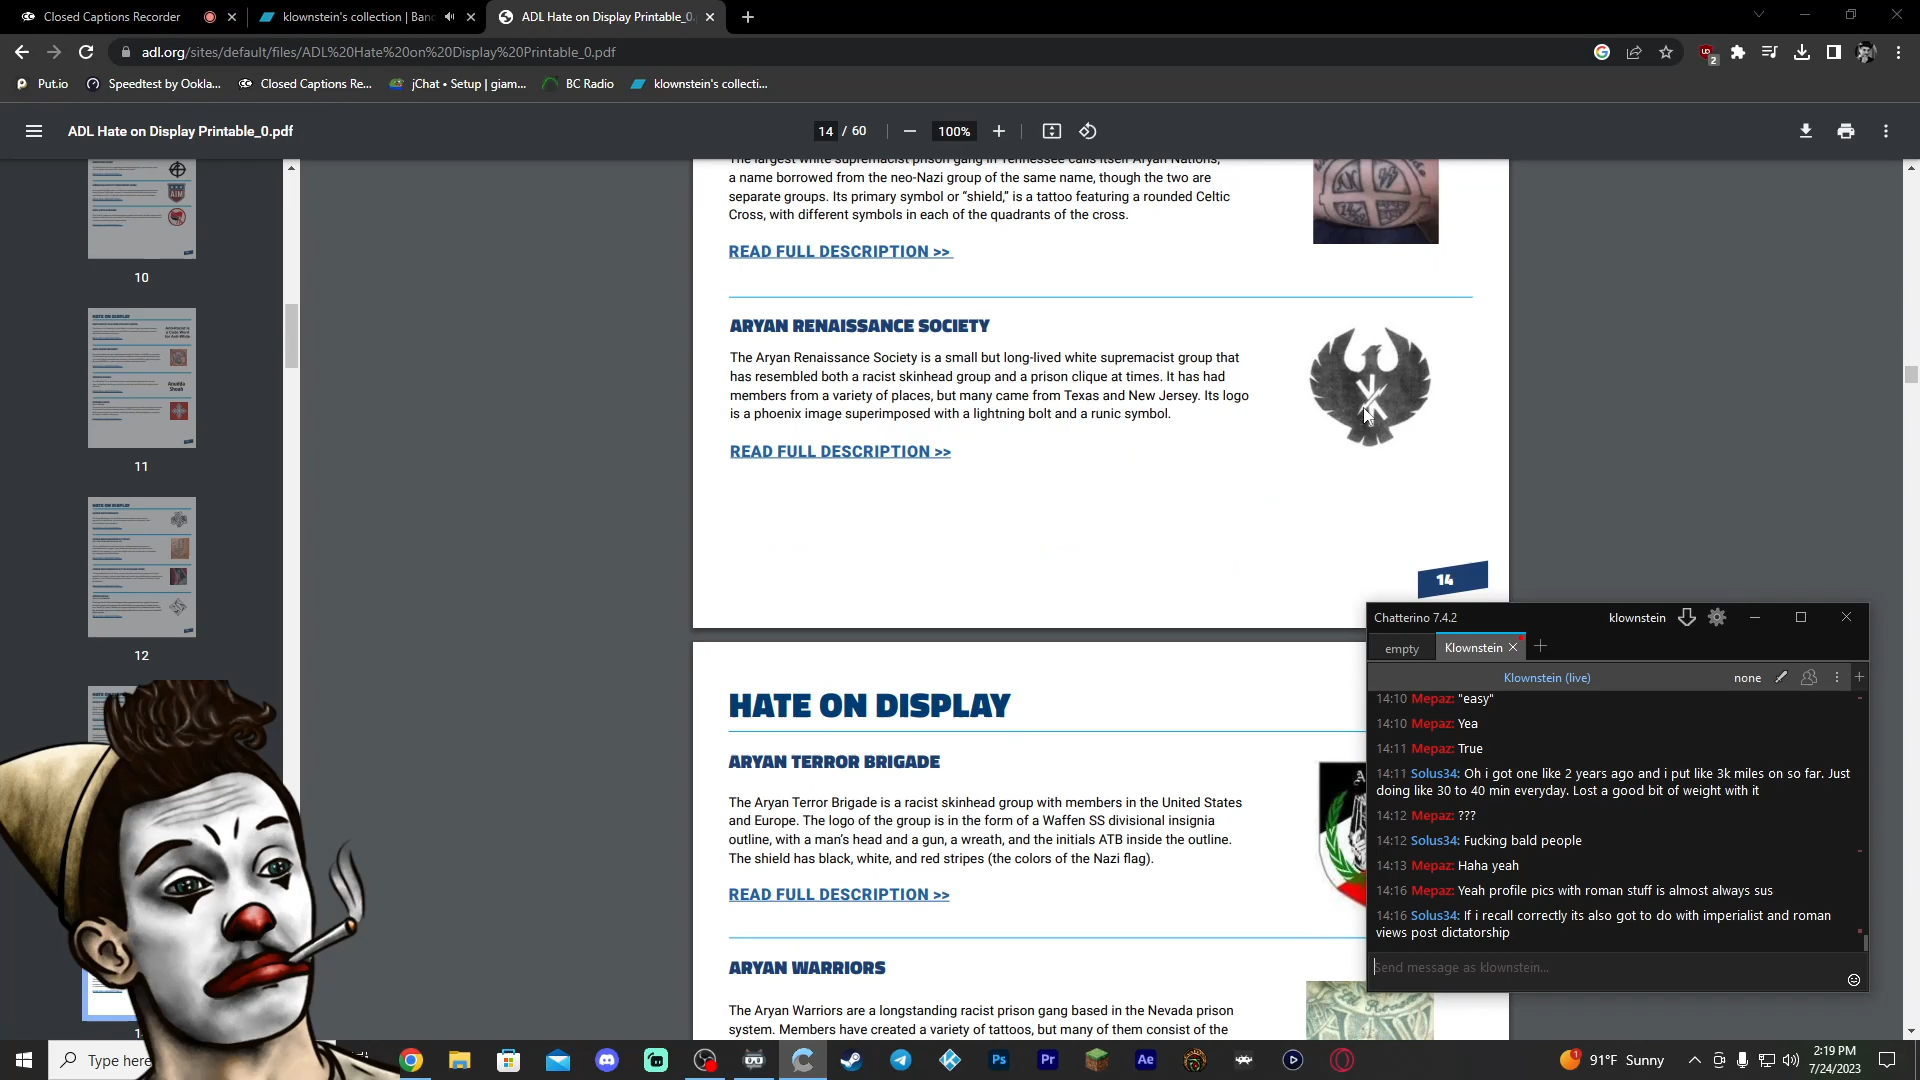 Closed Captions Recorder
klownstein's collection | Banc
ADL Hate on Display Printable_0.
adl.org/sites/default/files/ADL%20Hate%20on%20Display%20Printable_0.pdf
2
Put.io
Speedtest by Ookla...
Closed Captions Re...
jChat • Setup | giam...
BC Radio
klownstein's collecti...
ADL Hate on Display Printable_0.pdf
14 / 60
100%
10
11
12
The largest white supremacist prison gang in Tennessee calls itself Aryan Nations,
a name borrowed from the neo-Nazi group of the same name, though the two are
separate groups. Its primary symbol or “shield,” is a tattoo featuring a rounded Celtic
Cross, with different symbols in each of the quadrants of the cross.
READ FULL DESCRIPTION >>
ARYAN RENAISSANCE SOCIETY
The Aryan Renaissance Society is a small but long-lived white supremacist group that
has resembled both a racist skinhead group and a prison clique at times. It has had
members from a variety of places, but many came from Texas and New Jersey. Its logo
is a phoenix image superimposed with a lightning bolt and a runic symbol.
READ FULL DESCRIPTION >>
14
HATE ON DISPLAY
ARYAN TERROR BRIGADE
The Aryan Terror Brigade is a racist skinhead group with members in the United States
and Europe. The logo of the group is in the form of a Waffen SS divisional insignia
outline, with a man's head and a gun, a wreath, and the initials ATB inside the outline.
The shield has black, white, and red stripes (the colors of the Nazi flag).
READ FULL DESCRIPTION >>
ARYAN WARRIORS
The Aryan Warriors are a longstanding racist prison gang based in the Nevada prison
system. Members have created a variety of tattoos, but many of them consist of the
Chatterino 7.4.2
klownstein
empty
Klownstein
Klownstein (live)
none
14:10 Mepaz: "easy"
14:10 Mepaz: Yea
14:11 Mepaz: True
14:11 Solus34: Oh i got one like 2 years ago and i put like 3k miles on so far. Just
doing like 30 to 40 min everyday. Lost a good bit of weight with it
14:12 Mepaz: ???
14:12 Solus34: Fucking bald people
14:13 Mepaz: Haha yeah
14:16 Mepaz: Yeah profile pics with roman stuff is almost always sus
14:16 Solus34: If i recall correctly its also got to do with imperialist and roman
views post dictatorship
Send message as klownstein...
Type here
Ps
Pr
Ae
1
91°F Sunny
2:19 PM
7/24/2023